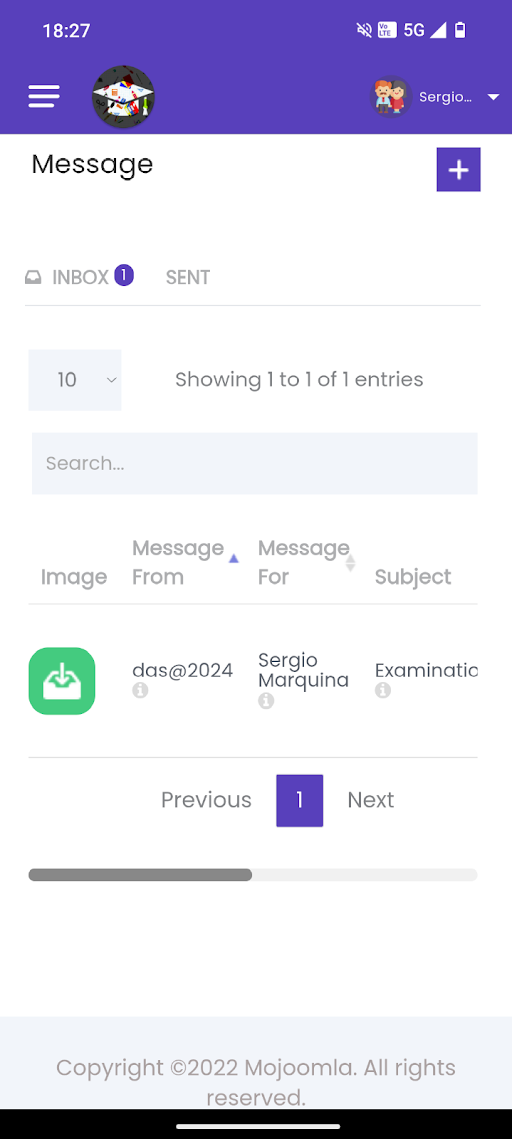 18:27
Vo LTE 5G
Sergio...
Message
+
INBOX 1 SENT
10 Showing 1 to 1 of 1 entries
Search...
Image Message From Message For Subject
das@2024 Sergio Marquina Examinatio
Previous 1 Next
Copyright ©2022 Mojoomla. All rights
reserved.